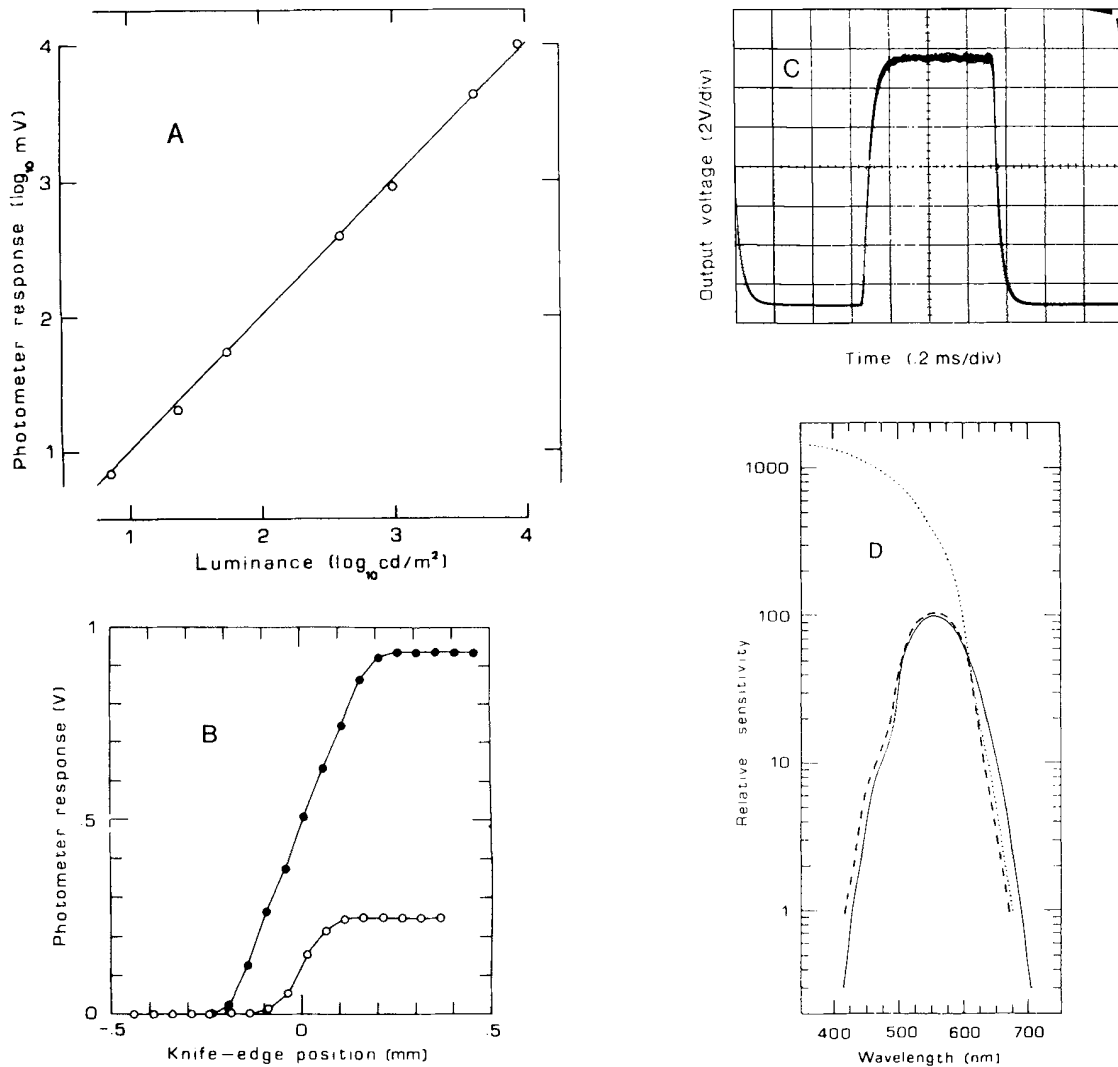 A
Photometer response (log10 mV)
4
3
2
1
1 2 3 4
Luminance (log10 cd/m2)
B
Photometer response (V)
1
.5
0
-.5 0 .5
Knife-edge position (mm)
C
Output voltage (2V/div)
Time (.2 ms/div)
D
Relative sensitivity
1000
100
10
1
400 500 600 700
Wavelength (nm)